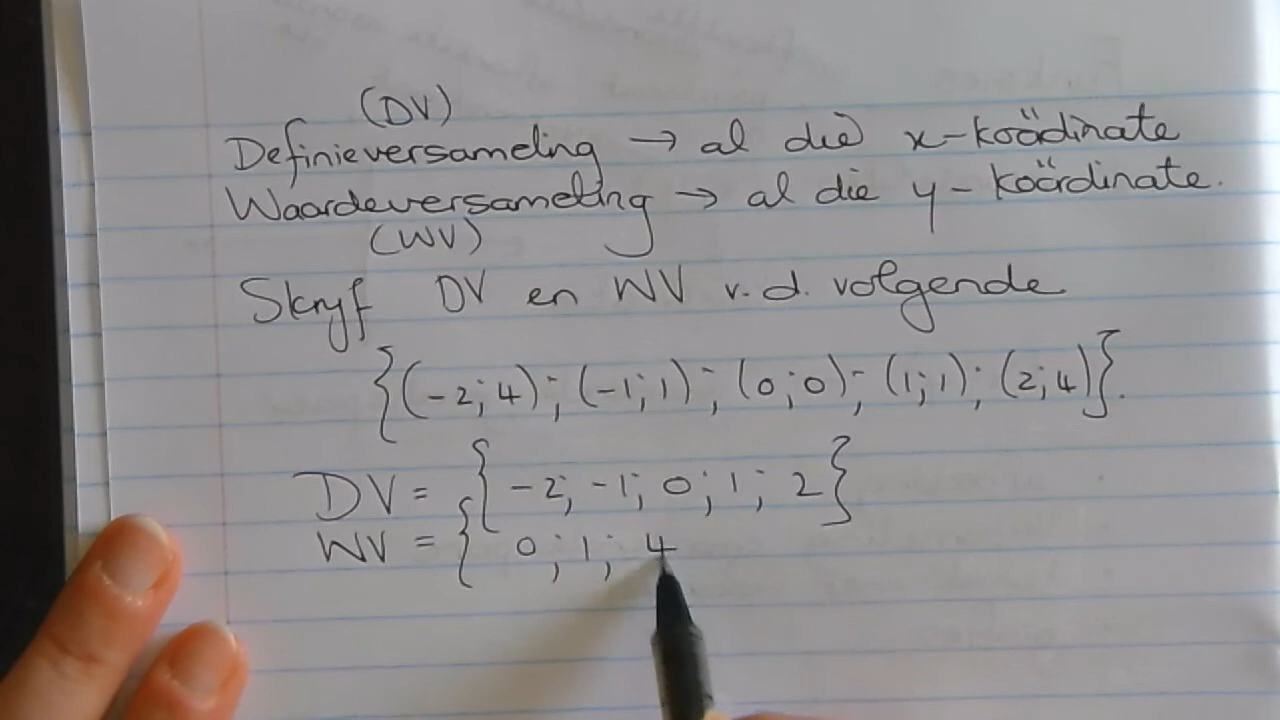 (DV)
Definieversameling → al die x-koödinate
Waardeversameling → al die y-koördinate.
(WV)
Skryf DV en WV v.d. volgende
{(-2;4);(-1;1);(0;0);(1;1);(2;4)}.
DV = {-2;-1;0;1;2}
WV = {0;1;4